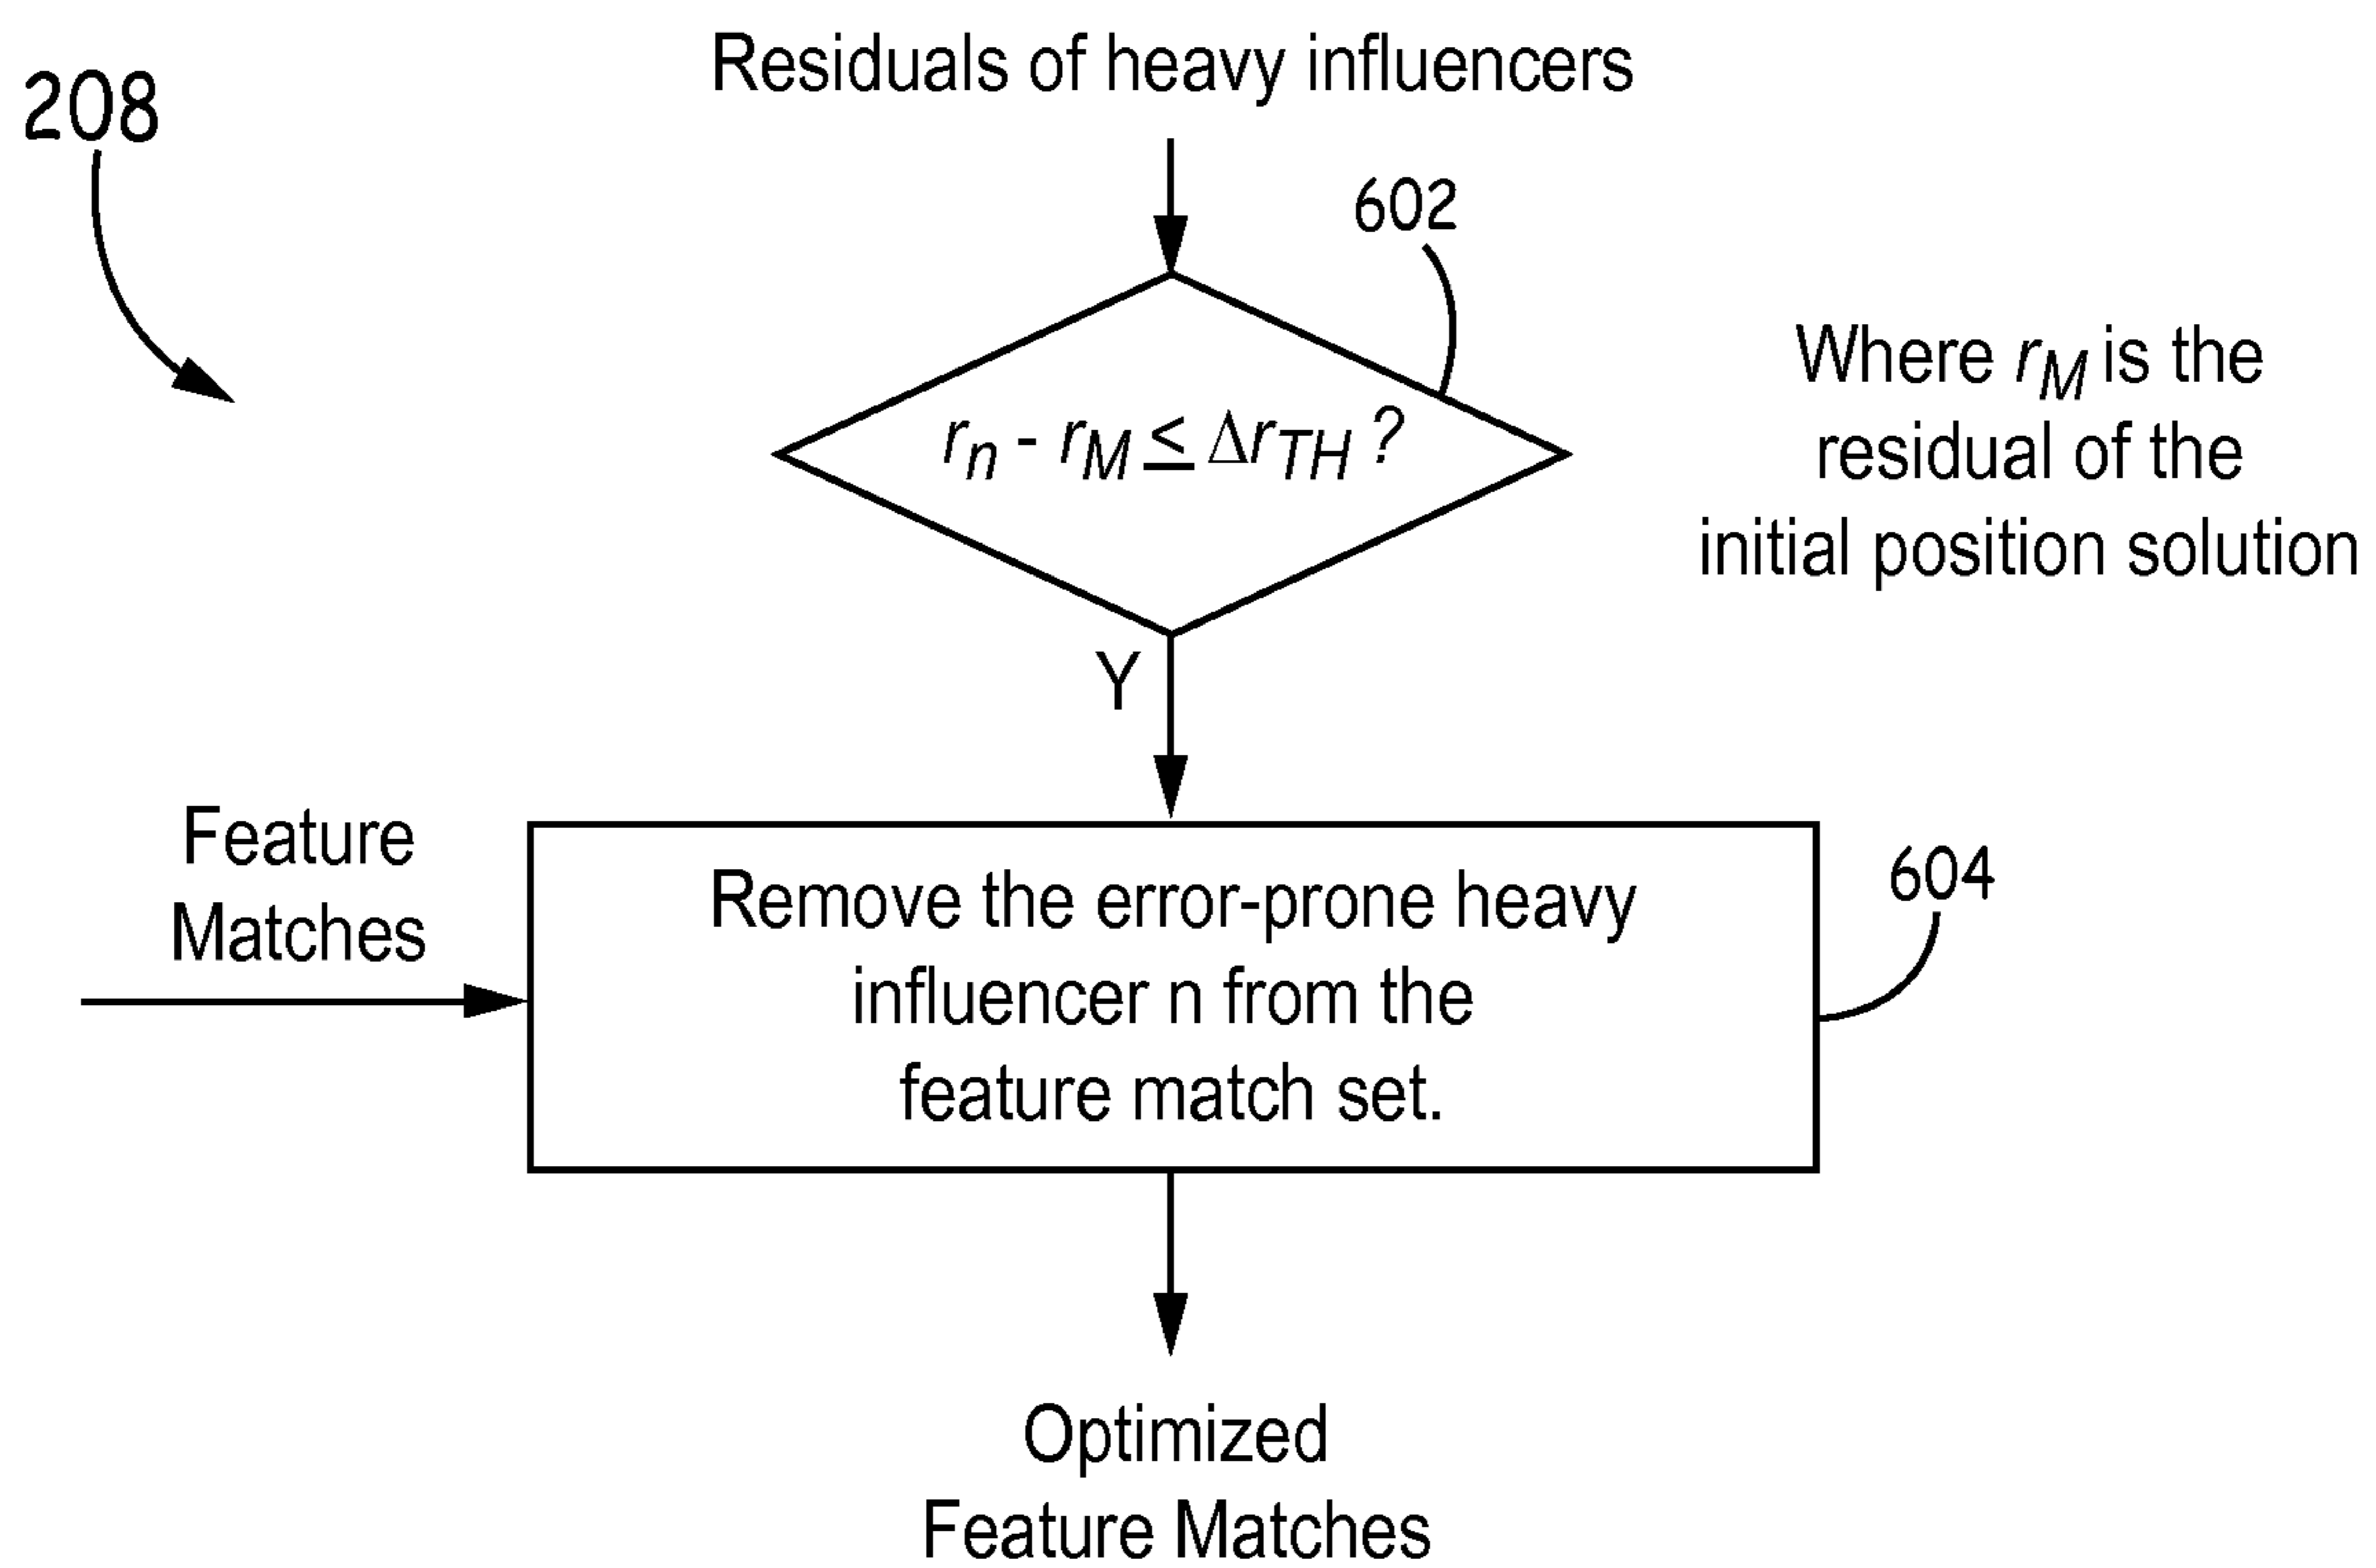 Residuals of heavy influencers
208
602
Where rM is the
residual of the
initial position solution
rn - rM ≤ ΔrTH ?
Y
Feature
Matches
Remove the error-prone heavy
influencer n from the
feature match set.
604
Optimized
Feature Matches